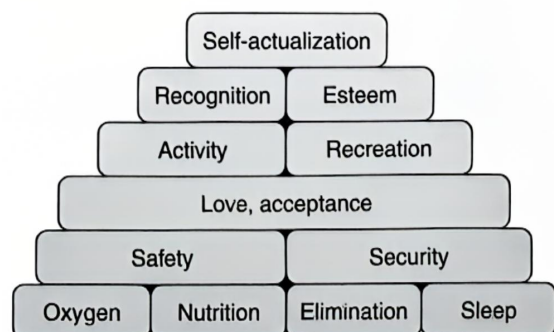 Self-actualization
Recognition Esteem
Activity Recreation
Love, acceptance
Safety Security
Oxygen Nutrition Elimination Sleep